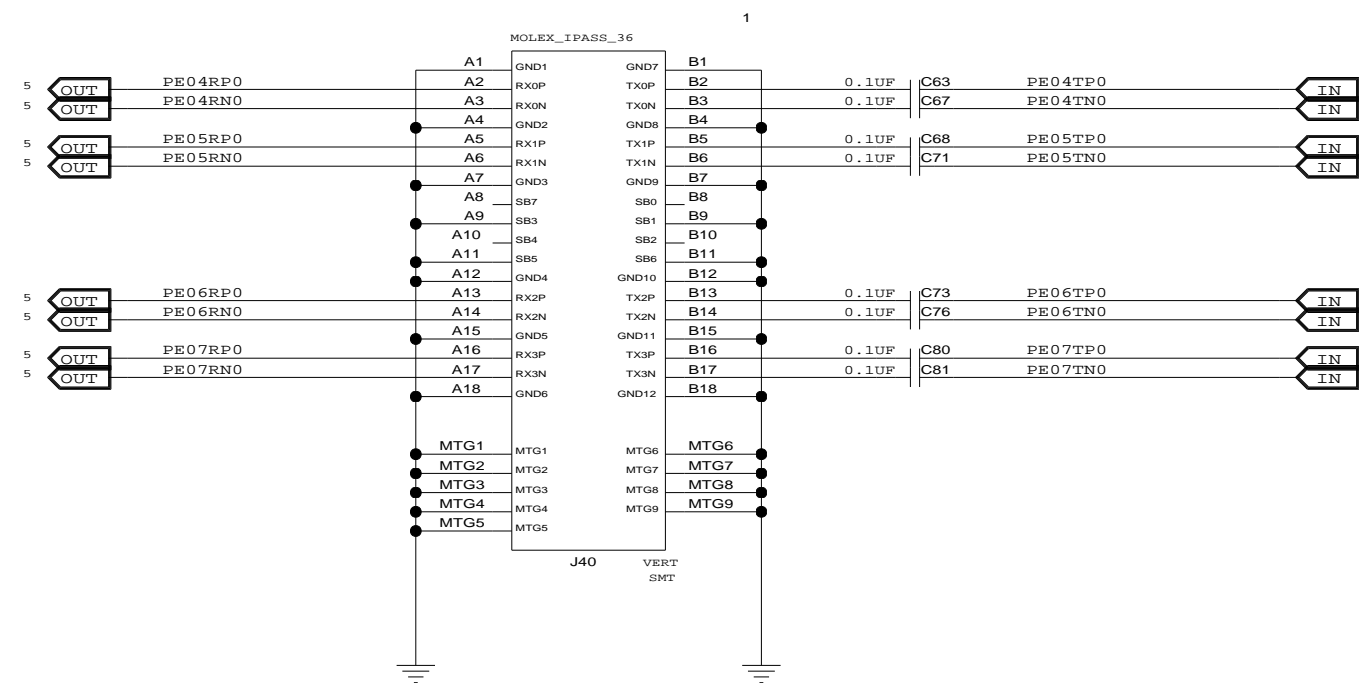 1
MOLEX_IPASS_36
A1 GND1 GND7 B1
5 OUT PE04RP0 A2 RX0P TX0P B2 0.1UF C63 PE04TP0 IN
5 OUT PE04RN0 A3 RX0N TX0N B3 0.1UF C67 PE04TN0 IN
A4 GND2 GND8 B4
5 OUT PE05RP0 A5 RX1P TX1P B5 0.1UF C68 PE05TP0 IN
5 OUT PE05RN0 A6 RX1N TX1N B6 0.1UF C71 PE05TN0 IN
A7 GND3 GND9 B7
A8 SB7 SB0 B8
A9 SB3 SB1 B9
A10 SB4 SB2 B10
A11 SB5 SB6 B11
A12 GND4 GND10 B12
5 OUT PE06RP0 A13 RX2P TX2P B13 0.1UF C73 PE06TP0 IN
5 OUT PE06RN0 A14 RX2N TX2N B14 0.1UF C76 PE06TN0 IN
A15 GND5 GND11 B15
5 OUT PE07RP0 A16 RX3P TX3P B16 0.1UF C80 PE07TP0 IN
5 OUT PE07RN0 A17 RX3N TX3N B17 0.1UF C81 PE07TN0 IN
A18 GND6 GND12 B18
MTG1 MTG1 MTG6 MTG6
MTG2 MTG2 MTG7 MTG7
MTG3 MTG3 MTG8 MTG8
MTG4 MTG4 MTG9 MTG9
MTG5 MTG5
J40 VERT
SMT